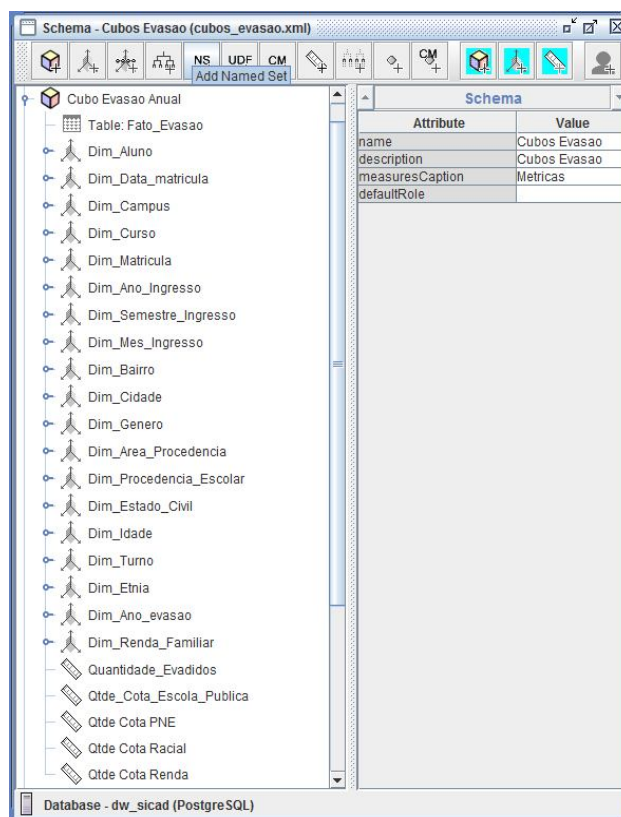 Schema - Cubos Evasao (cubos_evasao.xml)
NS UDF CM CM
Add Named Set
Cubo Evasao Anual
Table: Fato_Evasao
Dim_Aluno
Dim_Data_matricula
Dim_Campus
Dim_Curso
Dim_Matricula
Dim_Ano_Ingresso
Dim_Semestre_Ingresso
Dim_Mes_Ingresso
Dim_Bairro
Dim_Cidade
Dim_Genero
Dim_Area_Procedencia
Dim_Procedencia_Escolar
Dim_Estado_Civil
Dim_Idade
Dim_Turno
Dim_Etnia
Dim_Ano_evasao
Dim_Renda_Familiar
Quantidade_Evadidos
Qtde_Cota_Escola_Publica
Qtde Cota PNE
Qtde Cota Racial
Qtde Cota Renda
Schema
Attribute Value
name Cubos Evasao
description Cubos Evasao
measuresCaption Metricas
defaultRole
Database - dw_sicad (PostgreSQL)